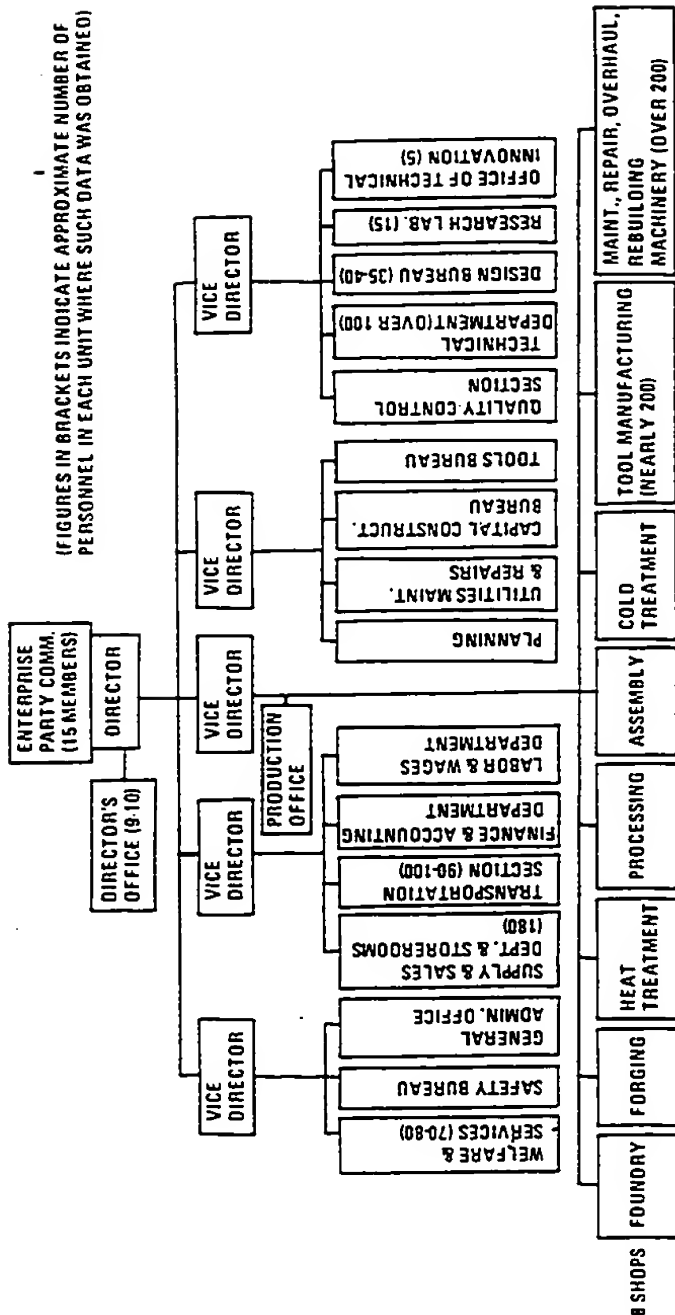 (FIGURES IN BRACKETS INDICATE APPROXIMATE NUMBER OF
PERSONNEL IN EACH UNIT WHERE SUCH DATA WAS OBTAINED)
ENTERPRISE
PARTY COMM.
(15 MEMBERS)
DIRECTOR
DIRECTOR'S
OFFICE (9-10)
VICE
DIRECTOR
VICE
DIRECTOR
VICE
DIRECTOR
VICE
DIRECTOR
VICE
DIRECTOR
PRODUCTION
OFFICE
WELFARE &
SERVICES (70-80)
SAFETY BUREAU
GENERAL
ADMIN. OFFICE
SUPPLY & SALES
DEPT. & STOREROOMS
(180)
TRANSPORTATION
SECTION (90-100)
FINANCE & ACCOUNTING
DEPARTMENT
LABOR & WAGES
DEPARTMENT
PLANNING
UTILITIES MAINT.
& REPAIRS
CAPITAL CONSTRUCT.
BUREAU
TOOLS BUREAU
QUALITY-CONTROL
SECTION
TECHNICAL
DEPARTMENT (OVER 100)
DESIGN BUREAU (35-40)
RESEARCH LAB. (15)
OFFICE OF TECHNICAL
INNOVATION (5)
8 SHOPS
FOUNDRY
FORGING
HEAT
TREATMENT
PROCESSING
ASSEMBLY
COLD
TREATMENT
TOOL MANUFACTURING
(NEARLY 200)
MAINT., REPAIR, OVERHAUL,
REBUILDING
MACHINERY (OVER 200)